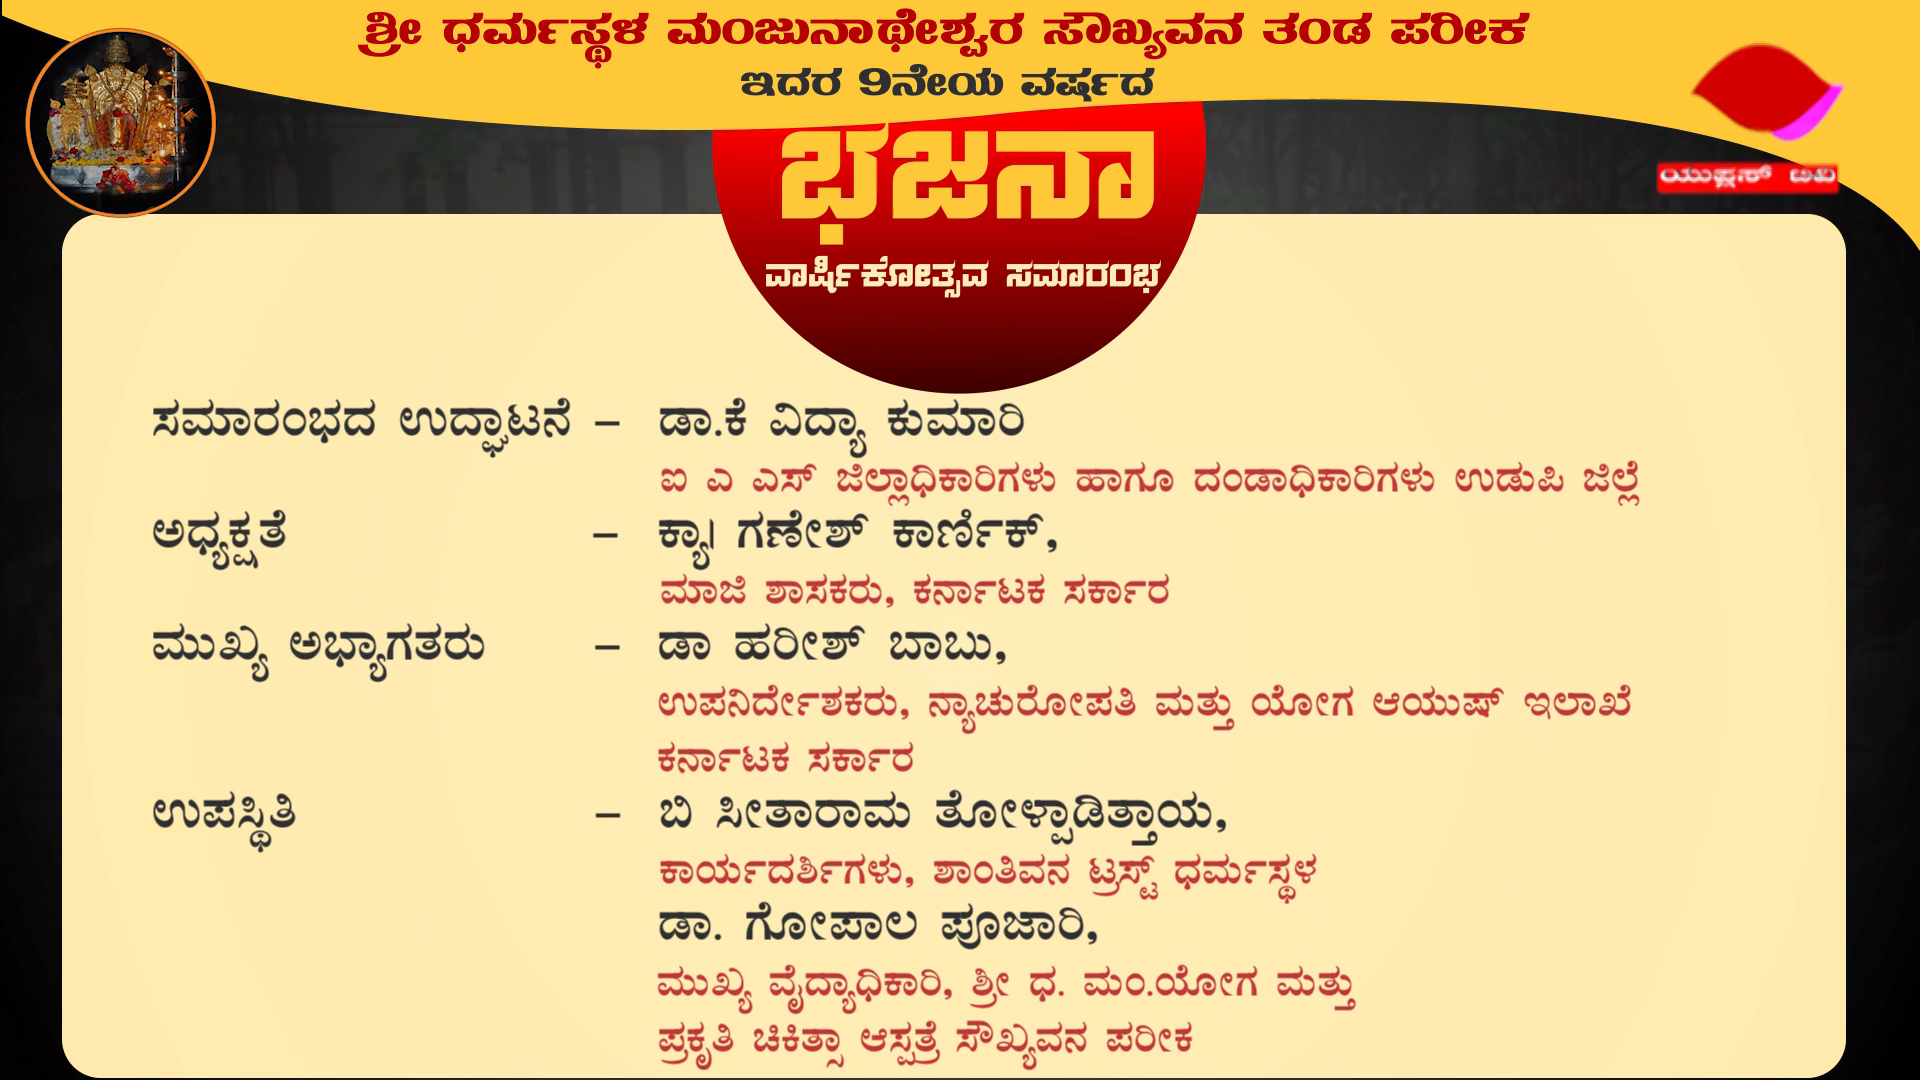 ಶ್ರೀ ಧರ್ಮಸ್ಥಳ ಮಂಜುನಾಥೇಶ್ವರ ಸೌಖ್ಯವನ ತಂಡ ಪರೀಕ
ಇದರ 9ನೇಯ ವರ್ಷದ
ಭಜನಾ
ಯುಪ್ಲಸ್ ಟಿವಿ
ವಾರ್ಷಿಕೋತ್ಸವ ಸಮಾರಂಭ
ಸಮಾರಂಭದ ಉದ್ಘಾಟನೆ – ಡಾ.ಕೆ ವಿದ್ಯಾ ಕುಮಾರಿ
ಐ ಎ ಎಸ್ ಜಿಲ್ಲಾಧಿಕಾರಿಗಳು ಹಾಗೂ ದಂಡಾಧಿಕಾರಿಗಳು ಉಡುಪಿ ಜಿಲ್ಲೆ
ಅಧ್ಯಕ್ಷತೆ – ಕ್ಯಾ। ಗಣೇಶ್ ಕಾರ್ಣಿಕ್,
ಮಾಜಿ ಶಾಸಕರು, ಕರ್ನಾಟಕ ಸರ್ಕಾರ
ಮುಖ್ಯ ಅಭ್ಯಾಗತರು – ಡಾ ಹರೀಶ್ ಬಾಬು,
ಉಪನಿರ್ದೇಶಕರು, ನ್ಯಾಚುರೋಪತಿ ಮತ್ತು ಯೋಗ ಆಯುಷ್ ಇಲಾಖೆ
ಕರ್ನಾಟಕ ಸರ್ಕಾರ
ಉಪಸ್ಥಿತಿ – ಬಿ ಸೀತಾರಾಮ ತೋಳ್ಪಾಡಿತ್ತಾಯ,
ಕಾರ್ಯದರ್ಶಿಗಳು, ಶಾಂತಿವನ ಟ್ರಸ್ಟ್ ಧರ್ಮಸ್ಥಳ
ಡಾ. ಗೋಪಾಲ ಪೂಜಾರಿ,
ಮುಖ್ಯ ವೈದ್ಯಾಧಿಕಾರಿ, ಶ್ರೀ ಧ. ಮಂ.ಯೋಗ ಮತ್ತು
ಪ್ರಕೃತಿ ಚಿಕಿತ್ಸಾ ಆಸ್ಪತ್ರೆ ಸೌಖ್ಯವನ ಪರೀಕ